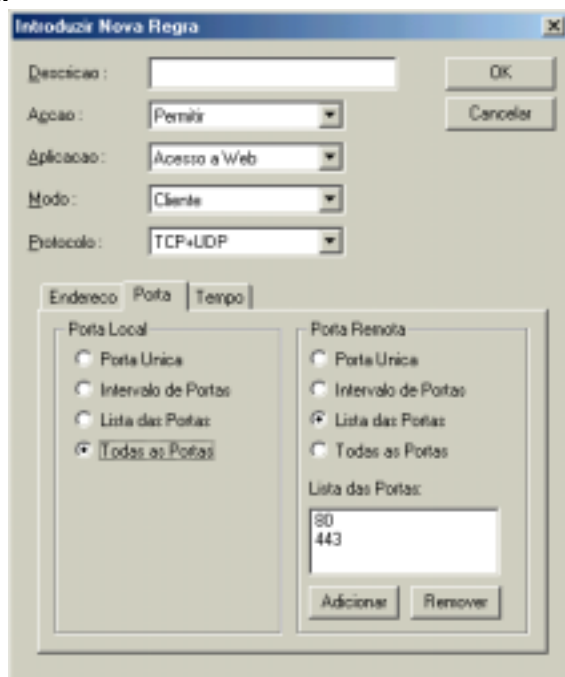 Introduzir Nova Regra
Descricao :
OK
Accao :
Permitir
Cancelar
Aplicacao :
Acesso a Web
Modo :
Cliente
Protocolo :
TCP+UDP
Endereco
Porta
Tempo
Porta Local
Porta Unica
Intervalo de Portas
Lista das Portas
Todas as Portas
Porta Remota
Porta Unica
Intervalo de Portas
Lista das Portas
Todas as Portas
Lista das Portas:
80
443
Adicionar
Remover